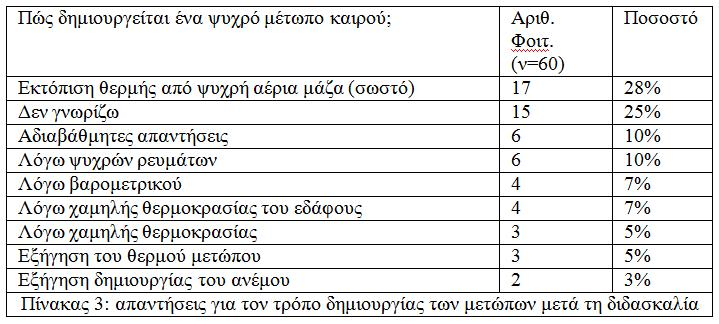 Πώς δημιουργείται ένα ψυχρό μέτωπο καιρού; Αριθ. Ποσοστό
Φοιτ.
(ν=60)
Εκτόπιση θερμής από ψυχρή αέρια μάζα (σωστό) 17 28%
Δεν γνωρίζω 15 25%
Αδιαβάθμητες απαντήσεις 6 10%
Λόγω ψυχρών ρευμάτων 6 10%
Λόγω βαρομετρικού 4 7%
Λόγω χαμηλής θερμοκρασίας του εδάφους 4 7%
Λόγω χαμηλής θερμοκρασίας 3 5%
Εξήγηση του θερμού μετώπου 3 5%
Εξήγηση δημιουργίας του ανέμου 2 3%
Πίνακας 3: απαντήσεις για τον τρόπο δημιουργίας των μετώπων μετά τη διδασκαλία